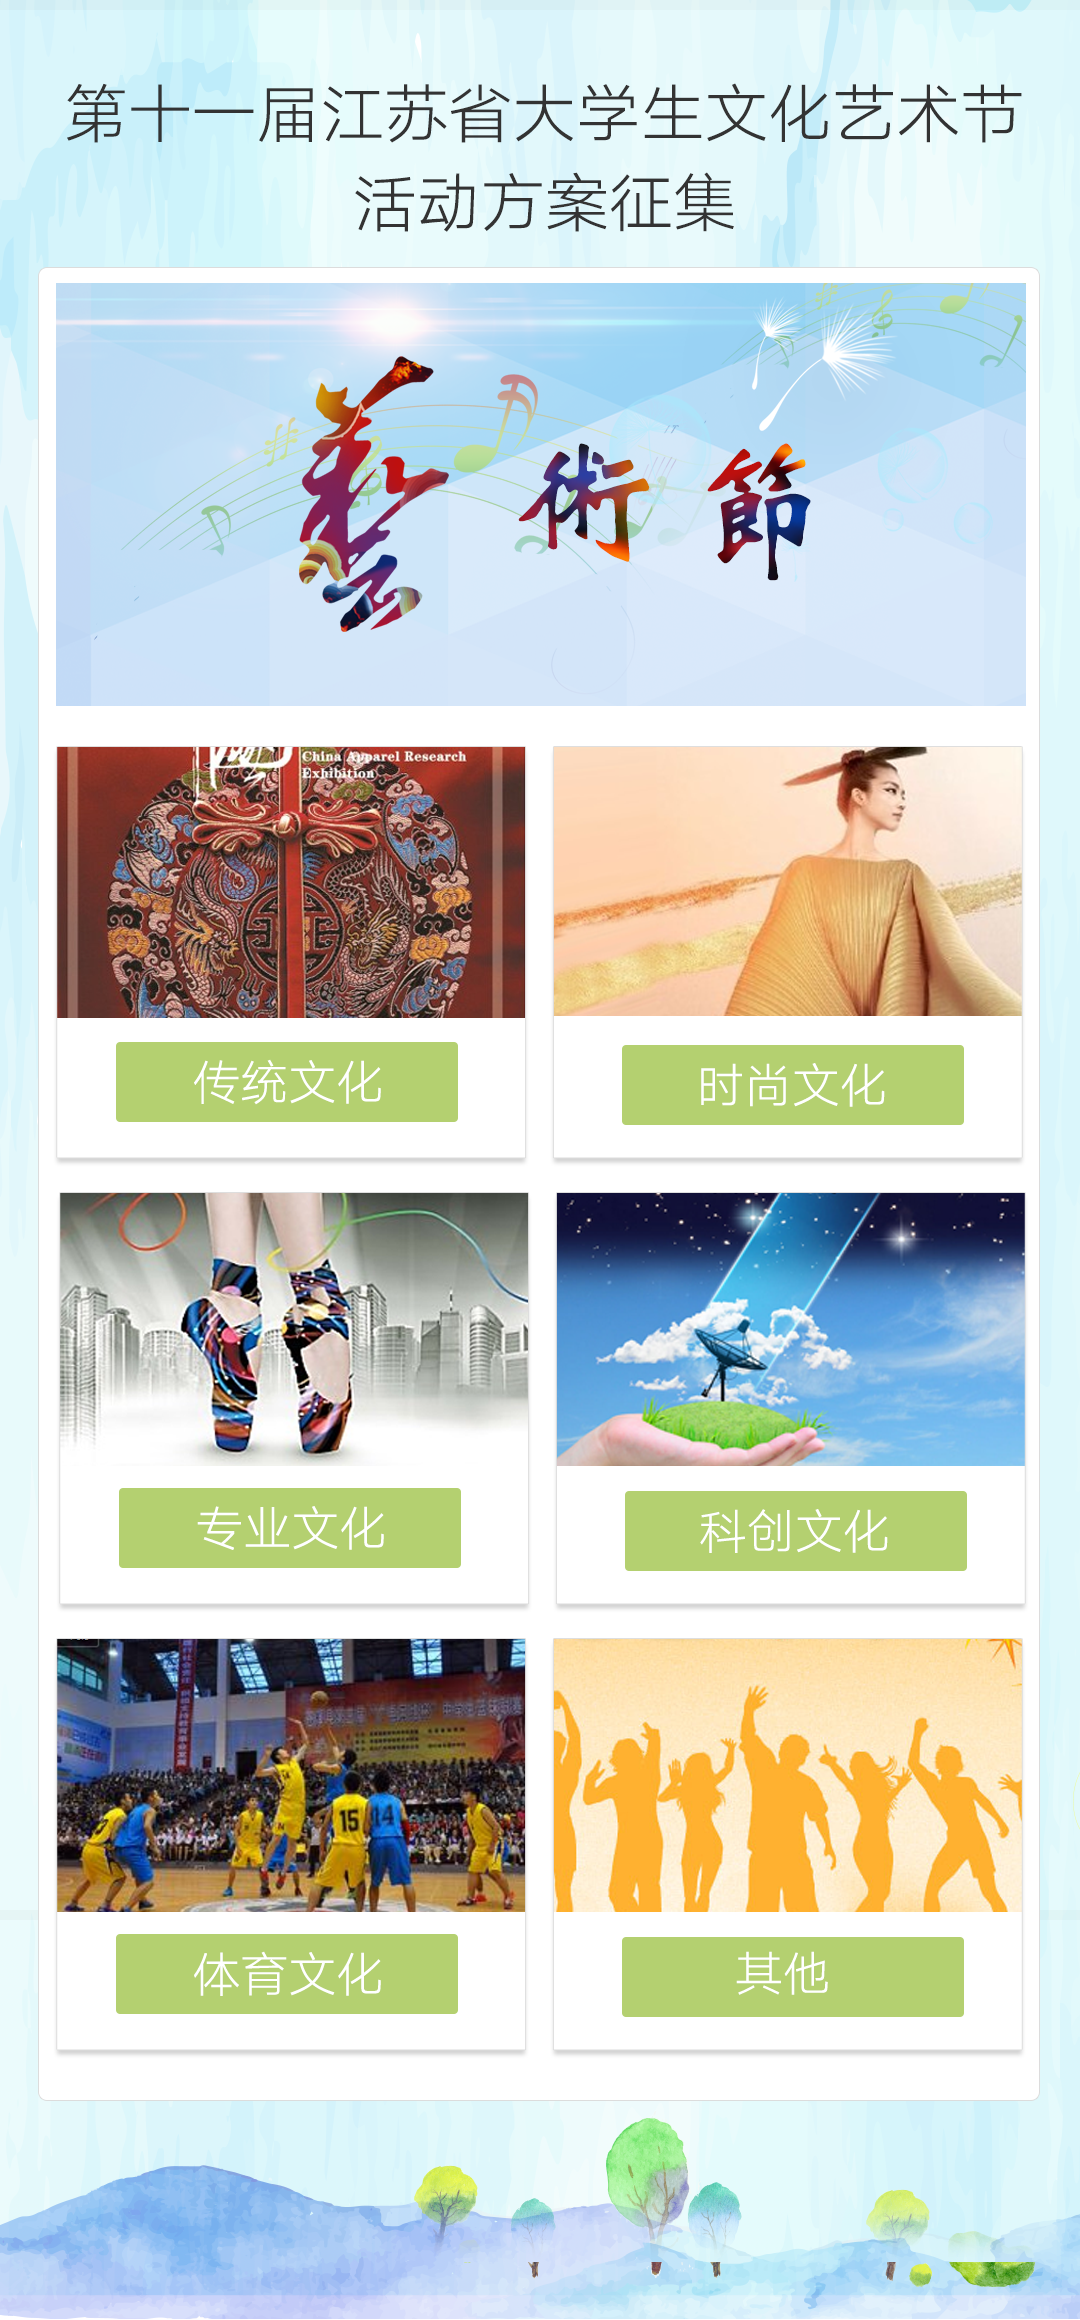 第十一届江苏省大学生文化艺术节
活动方案征集
藝術節
China Apparel Research
Exhibition
传统文化
时尚文化
专业文化
科创文化
15
14
体育文化
其他